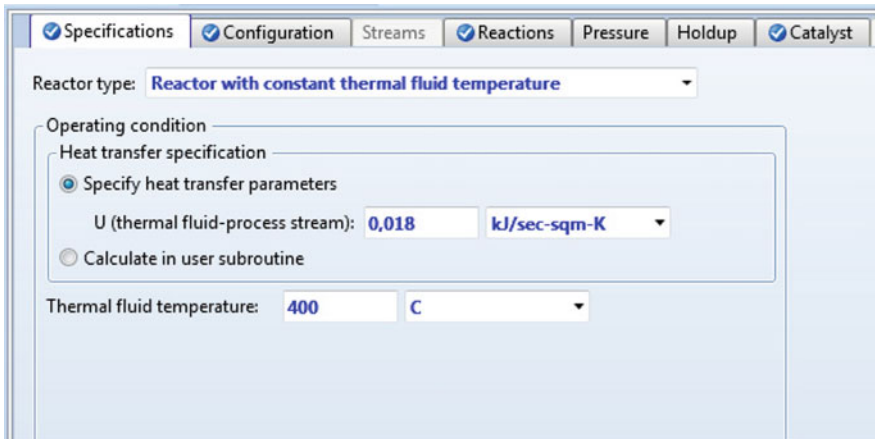 Specifications Configuration Streams Reactions Pressure Holdup Catalyst
Reactor type: Reactor with constant thermal fluid temperature
Operating condition
Heat transfer specification
Specify heat transfer parameters
U (thermal fluid-process stream): 0,018 kJ/sec-sqm-K
Calculate in user subroutine
Thermal fluid temperature: 400 C